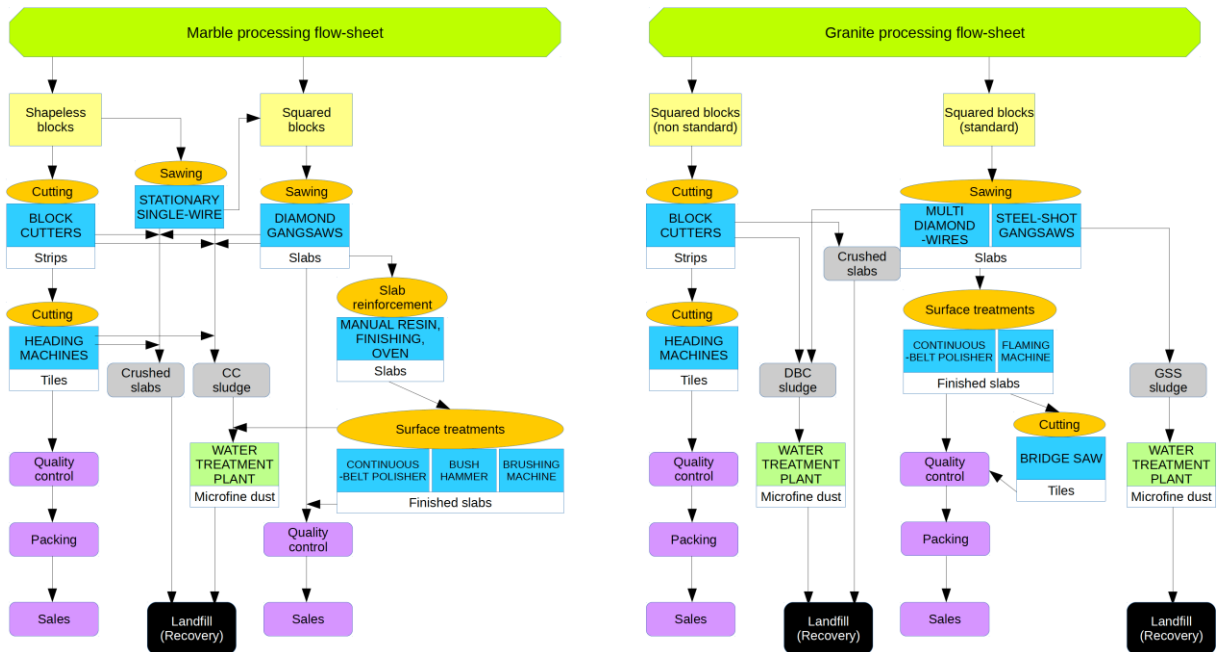 Marble processing flow-sheet
Shapeless
blocks
Squared
blocks
Sawing
Cutting
STATIONARY
SINGLE-WIRE
Sawing
BLOCK
CUTTERS
DIAMOND
GANGSAWS
Strips
Slabs
Slab
reinforcement
Cutting
MANUAL RESIN,
FINISHING,
OVEN
HEADING
MACHINES
Slabs
Tiles
Crushed
slabs
CC
sludge
Surface treatments
WATER
TREATMENT
PLANT
Microfine dust
CONTINUOUS
-BELT POLISHER
BUSH
HAMMER
BRUSHING
MACHINE
Finished slabs
Quality
control
Quality
control
Packing
Sales
Landfill
(Recovery)
Sales
Granite processing flow-sheet
Squared blocks
(non standard)
Squared blocks
(standard)
Cutting
Sawing
BLOCK
CUTTERS
MULTI
DIAMOND
-WIRES
STEEL-SHOT
GANGSAWS
Strips
Crushed
slabs
Slabs
Cutting
Surface treatments
HEADING
MACHINES
CONTINUOUS
-BELT POLISHER
FLAMING
MACHINE
Tiles
DBC
sludge
Finished slabs
GSS
sludge
Cutting
BRIDGE SAW
Tiles
Quality
control
WATER
TREATMENT
PLANT
Microfine dust
Quality
control
WATER
TREATMENT
PLANT
Microfine dust
Packing
Packing
Sales
Landfill
(Recovery)
Sales
Landfill
(Recovery)